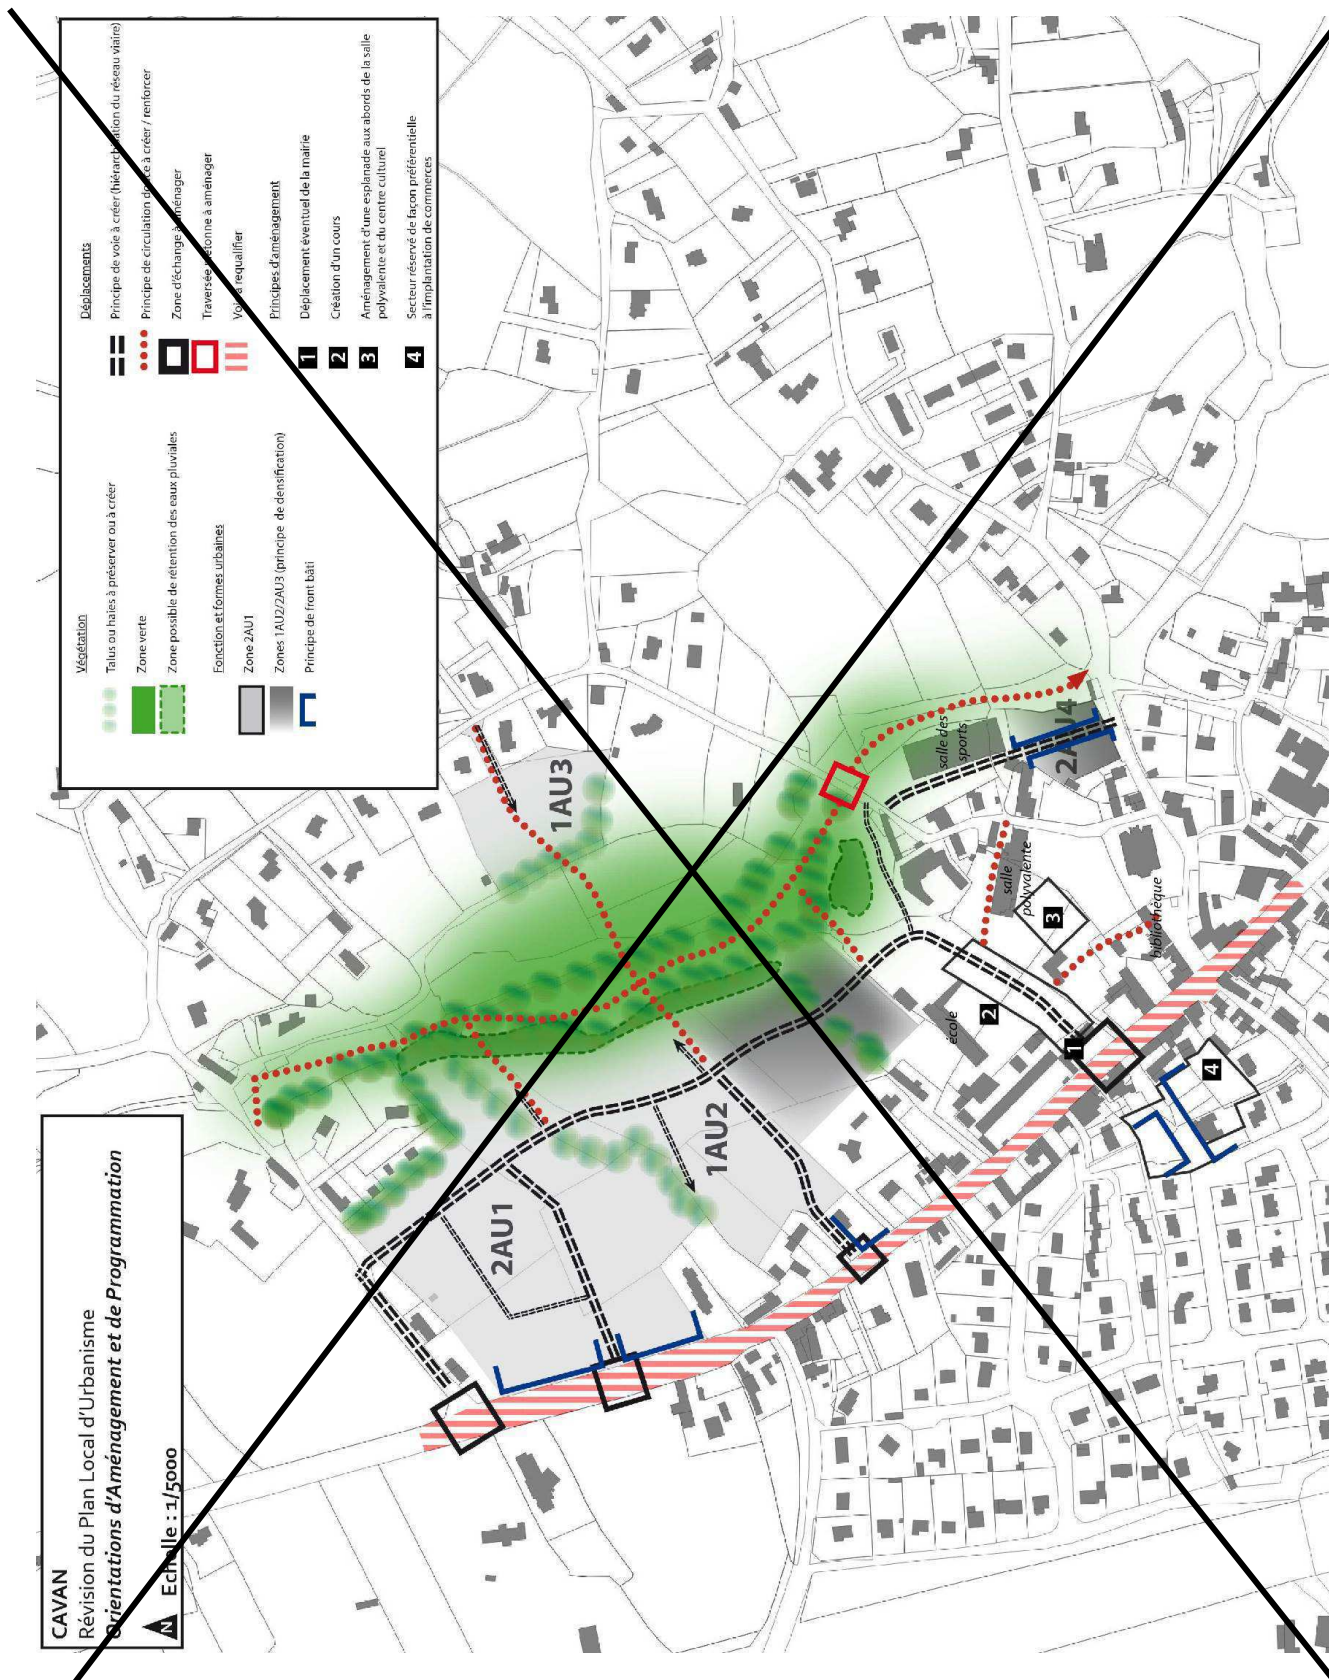 CAVAN
Révision du Plan Local d'Urbanisme
Orientations d'Aménagement et de Programmation
N Echelle : 1/5000
Végétation
Talus ou haies à préserver ou à créer
Zone verte
Zone possible de rétention des eaux pluviales
Fonction et formes urbaines
Zone 2AU1
Zones 1AU2/2AU3 (principe de densification)
Principe de front bâti
Déplacements
Principe de voie à créer (hiérarchisation du réseau viaire)
Principe de circulation douce à créer / renforcer
Zone d'échange à aménager
Traversée piétonne à aménager
Voie à requalifier
Principes d'aménagement
1 Déplacement éventuel de la mairie
2 Création d'un cours
3 Aménagement d'une esplanade aux abords de la salle
polyvalente et du centre culturel
4 Secteur réservé de façon préférentielle
à l'implantation de commerces
2AU1
1AU2
1AU3
2AU4
salle des
sports
salle
polyvalente
bibliothèque
école
1
2
3
4